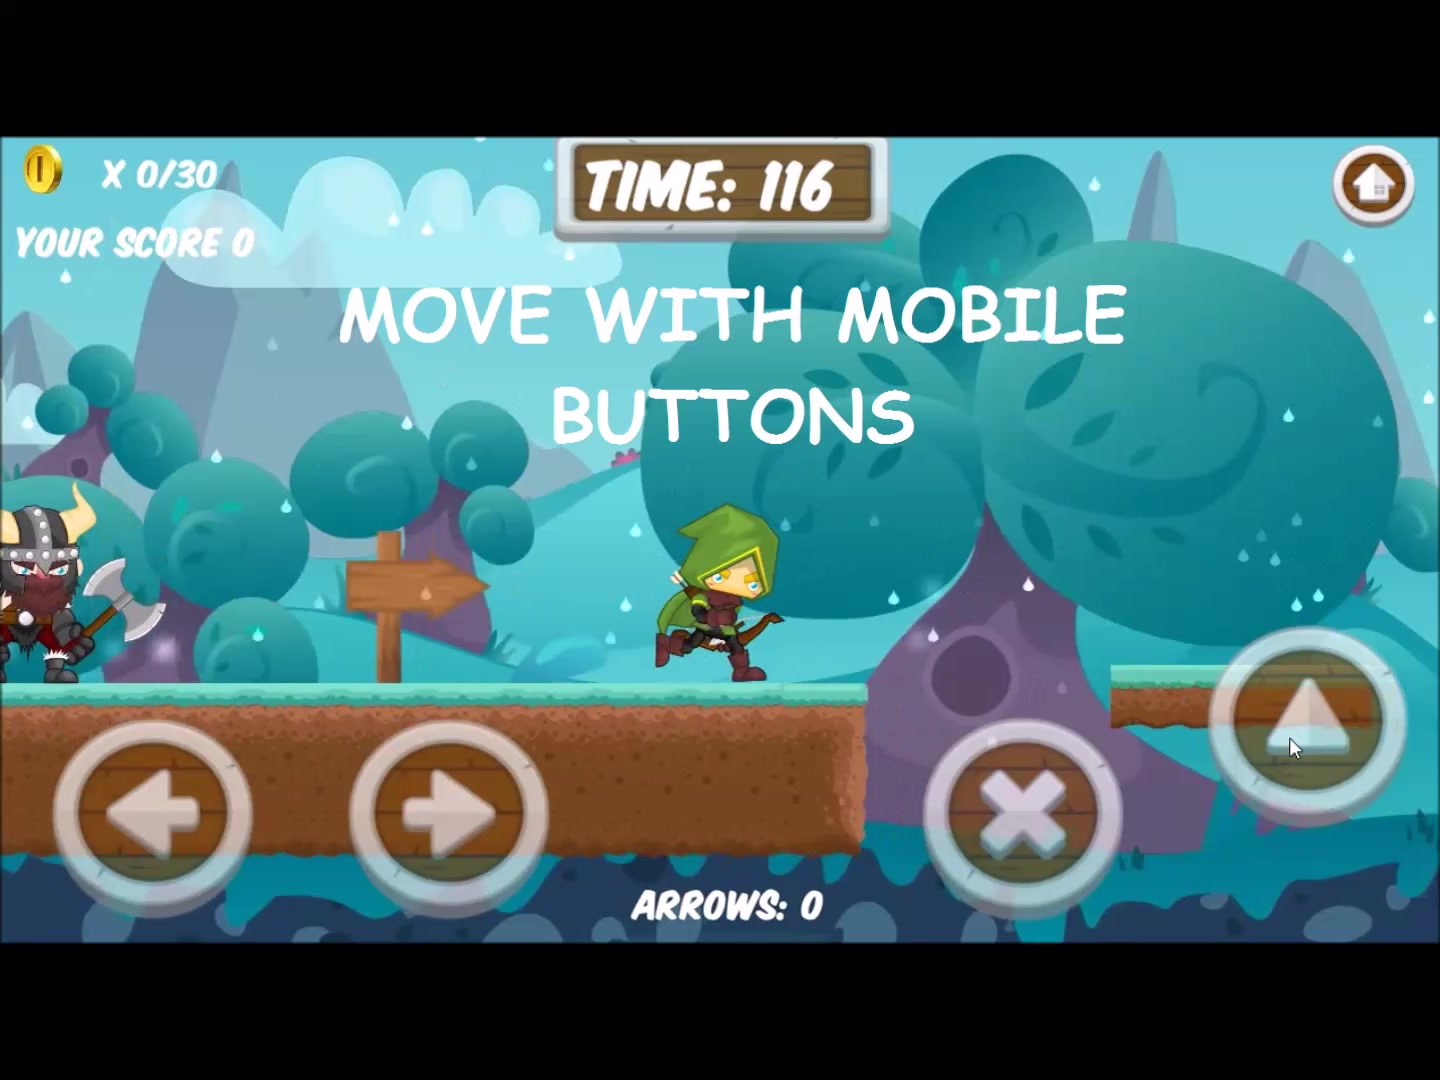 X 0/30
TIME: 116
YOUR SCORE 0
MOVE WITH MOBILE
BUTTONS
ARROWS: 0